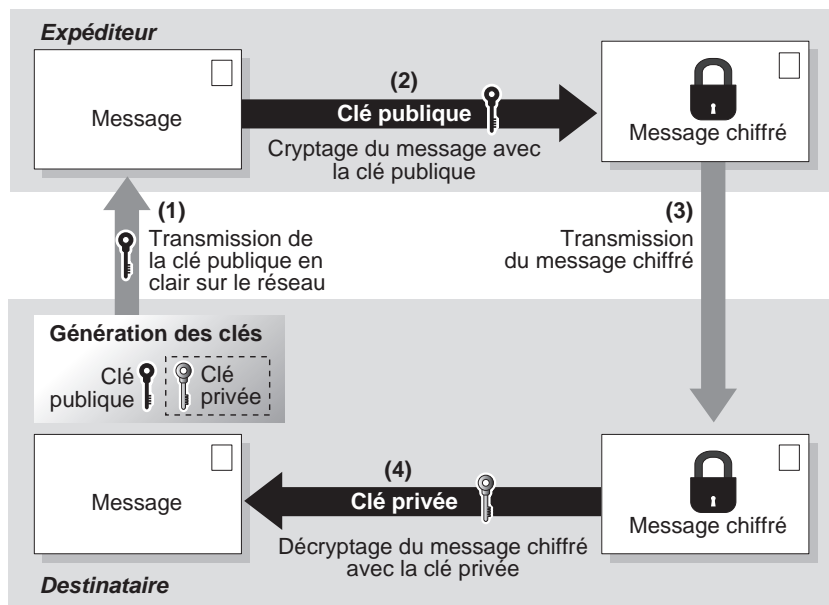 Expéditeur
Message
(2)
Clé publique
Cryptage du message avec
la clé publique
Message chiffré
(1)
Transmission de
la clé publique en
clair sur le réseau
(3)
Transmission
du message chiffré
Génération des clés
Clé
publique
Clé
privée
Message
(4)
Clé privée
Décryptage du message chiffré
avec la clé privée
Message chiffré
Destinataire